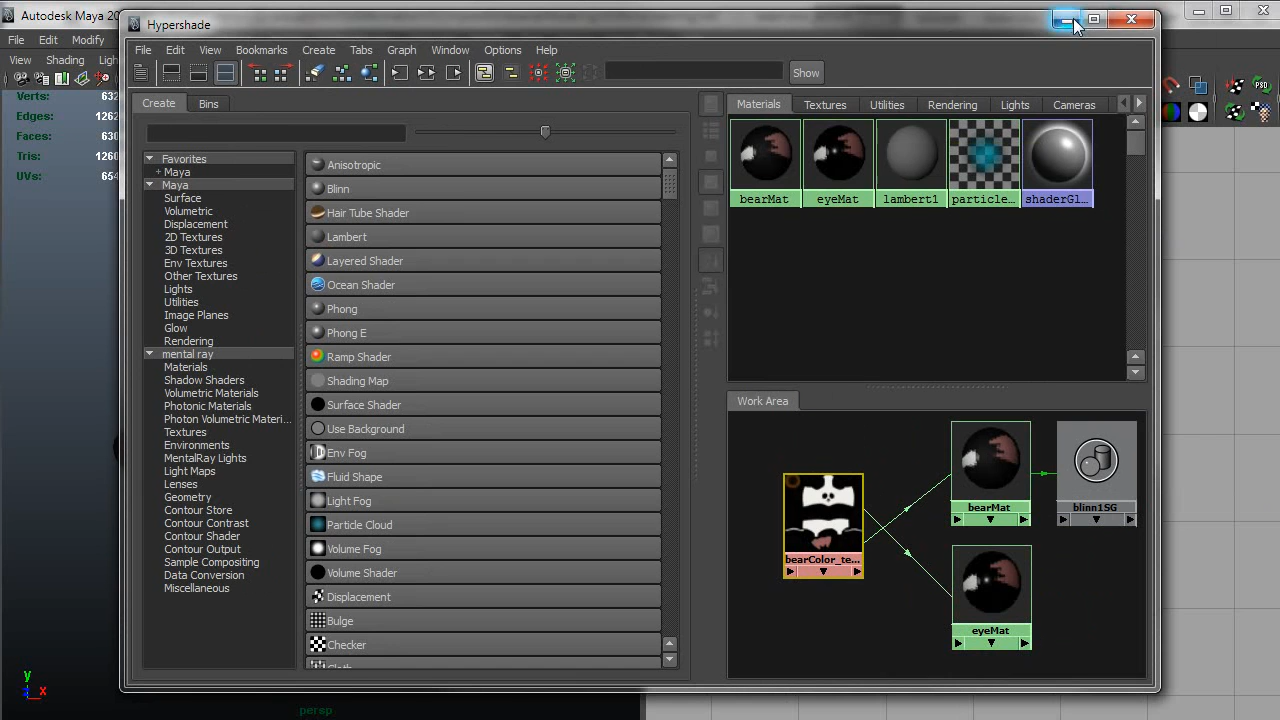 Autodesk Maya 20
Hypershade
File Edit Modify
File Edit View Bookmarks Create Tabs Graph Window Options Help
View Shading Ligh
Show
Verts: 632
Edges: 1262
Faces: 630
Tris: 1260
UVs: 654
Create Bins
Materials Textures Utilities Rendering Lights Cameras
Favorites
+ Maya
Maya
Surface
Volumetric
Displacement
2D Textures
3D Textures
Env Textures
Other Textures
Lights
Utilities
Image Planes
Glow
Rendering
mental ray
Materials
Shadow Shaders
Volumetric Materials
Photonic Materials
Photon Volumetric Materi...
Textures
Environments
MentalRay Lights
Light Maps
Lenses
Geometry
Contour Store
Contour Contrast
Contour Shader
Contour Output
Sample Compositing
Data Conversion
Miscellaneous
Anisotropic
Blinn
Hair Tube Shader
Lambert
Layered Shader
Ocean Shader
Phong
Phong E
Ramp Shader
Shading Map
Surface Shader
Use Background
Env Fog
Fluid Shape
Light Fog
Particle Cloud
Volume Fog
Volume Shader
Displacement
Bulge
Checker
Cloth
bearMat eyeMat lambert1 particle... shaderGl...
Work Area
bearMat
blinn1SG
bearColor_te...
eyeMat
PSD
y
z x
persp